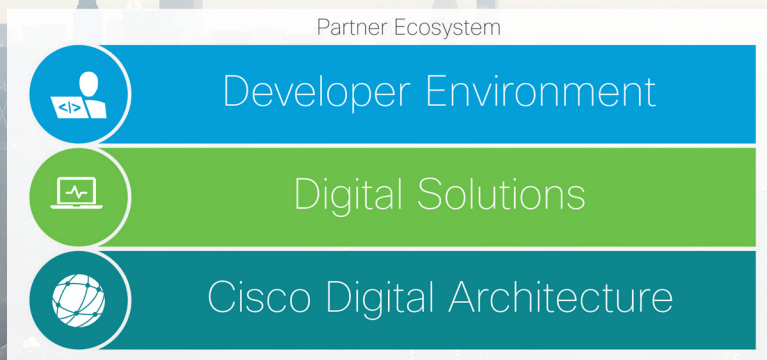 Partner Ecosystem
Developer Environment
</>
Digital Solutions
Cisco Digital Architecture